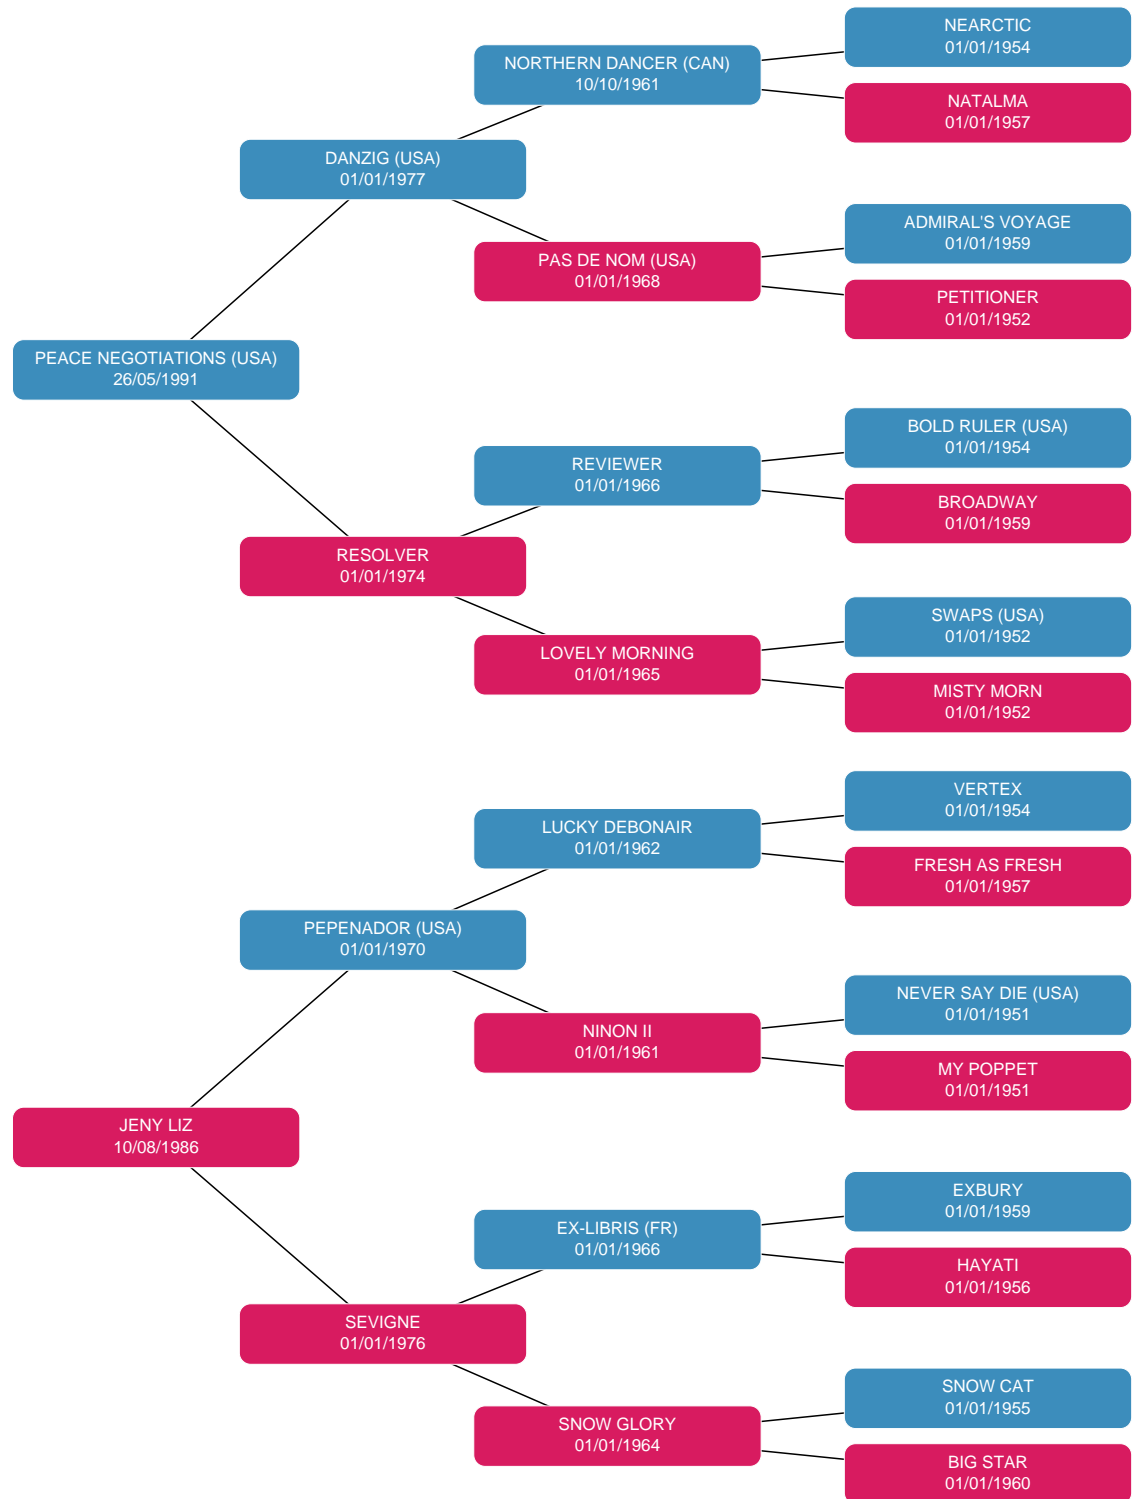 NEARCTIC
01/01/1954
NORTHERN DANCER (CAN)
10/10/1961
NATALMA
01/01/1957
DANZIG (USA)
01/01/1977
ADMIRAL'S VOYAGE
01/01/1959
PAS DE NOM (USA)
01/01/1968
PETITIONER
01/01/1952
PEACE NEGOTIATIONS (USA)
26/05/1991
BOLD RULER (USA)
01/01/1954
REVIEWER
01/01/1966
BROADWAY
01/01/1959
RESOLVER
01/01/1974
SWAPS (USA)
01/01/1952
LOVELY MORNING
01/01/1965
MISTY MORN
01/01/1952
VERTEX
01/01/1954
LUCKY DEBONAIR
01/01/1962
FRESH AS FRESH
01/01/1957
PEPENADOR (USA)
01/01/1970
NEVER SAY DIE (USA)
01/01/1951
NINON II
01/01/1961
MY POPPET
01/01/1951
JENY LIZ
10/08/1986
EXBURY
01/01/1959
EX-LIBRIS (FR)
01/01/1966
HAYATI
01/01/1956
SEVIGNE
01/01/1976
SNOW CAT
01/01/1955
SNOW GLORY
01/01/1964
BIG STAR
01/01/1960